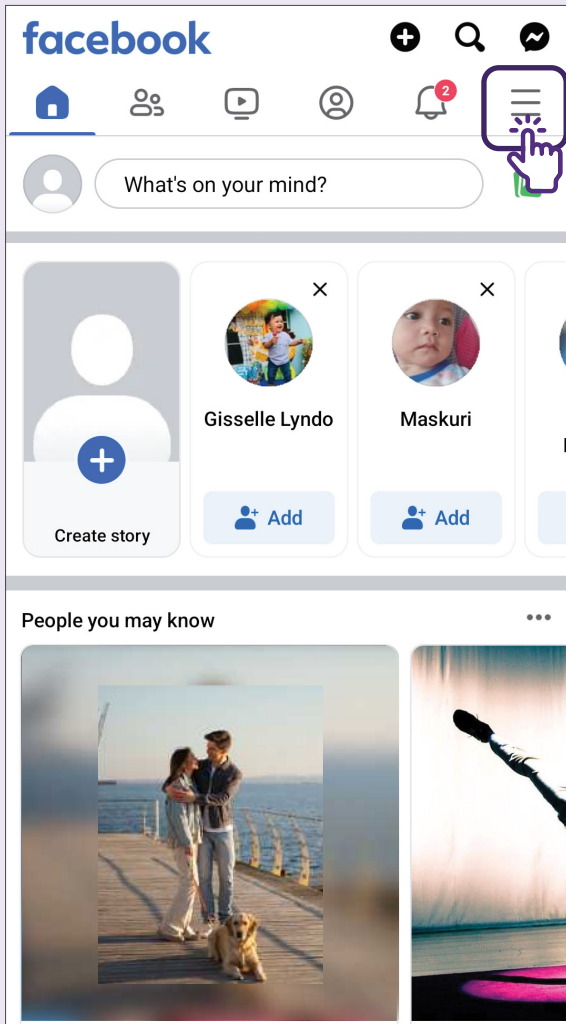 facebook
2
What's on your mind?
Gisselle Lyndo
Maskuri
Add
Add
Create story
People you may know